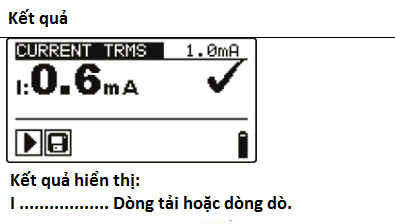 Kết quả
CURRENT TRMS 1.0mA
I:0.6mA
Kết quả hiển thị:
I .................. Dòng tải hoặc dòng dò.